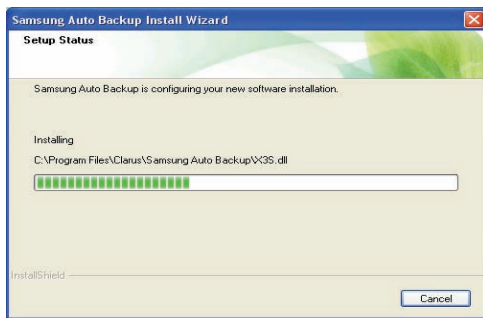 Samsung Auto Backup Install Wizard
Setup Status
Samsung Auto Backup is configuring your new software installation.
Installing
C:\Program Files\Clarus\Samsung Auto Backup\X3S.dll
InstallShield
Cancel